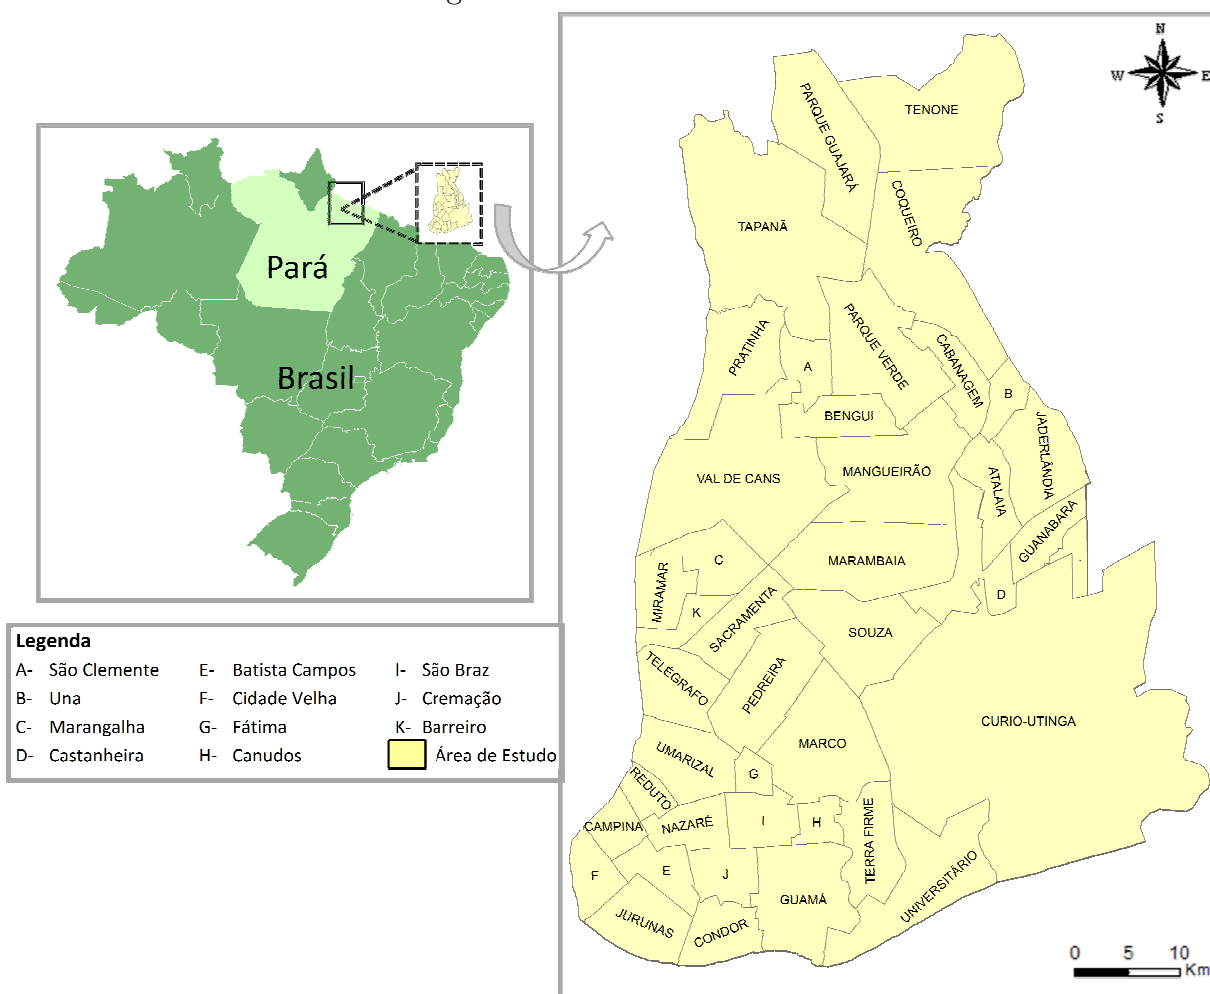 Pará
Brasil
Legenda
A- São Clemente
B- Una
C- Marangalha
D- Castanheira
E- Batista Campos
F- Cidade Velha
G- Fátima
H- Canudos
I- São Braz
J- Cremação
K- Barreiro
Área de Estudo
N
W E
S
TENONE
PARQUE GUAJARÁ
COQUEIRO
TAPANÃ
PRATINHA
A
PARQUE VERDE
CABANAGEM
B
BENGUI
JADERLÂNDIA
VAL DE CANS
MANGUEIRÃO
ATALAIA
GUANABARA
MIRAMAR
C
MARAMBAIA
D
K
SACRAMENTA
SOUZA
TELÉGRAFO
PEDREIRA
CURIO-UTINGA
UMARIZAL
MARCO
G
REDUTO
CAMPINA
NAZARÉ
I
H
TERRA FIRME
F
E
J
GUAMÁ
UNIVERSITÁRIO
JURUNAS
CONDOR
0 5 10
Km